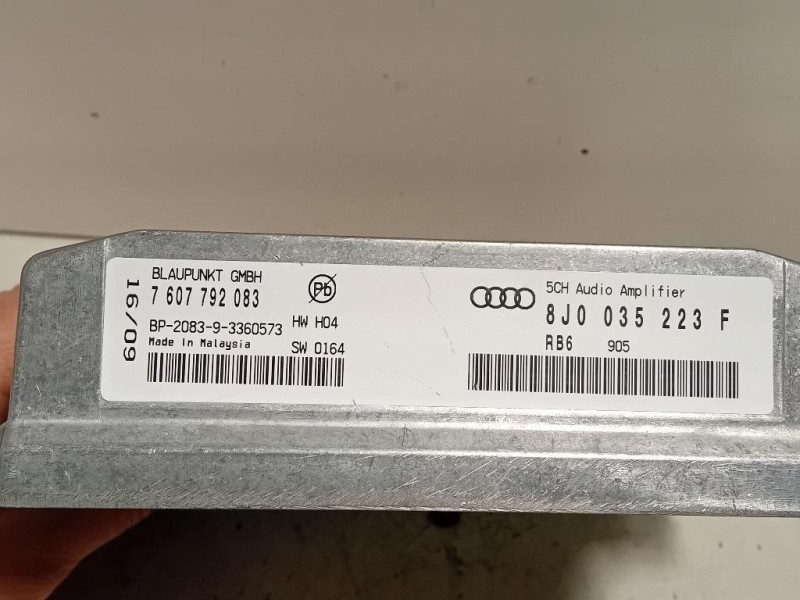 16/09
BLAUPUNKT GMBH
7 607 792 083
Pb
BP-2083-9-3360573
HW H04
Made in Malaysia
SW 0164
5CH Audio Amplifier
8J0 035 223 F
RB6 905